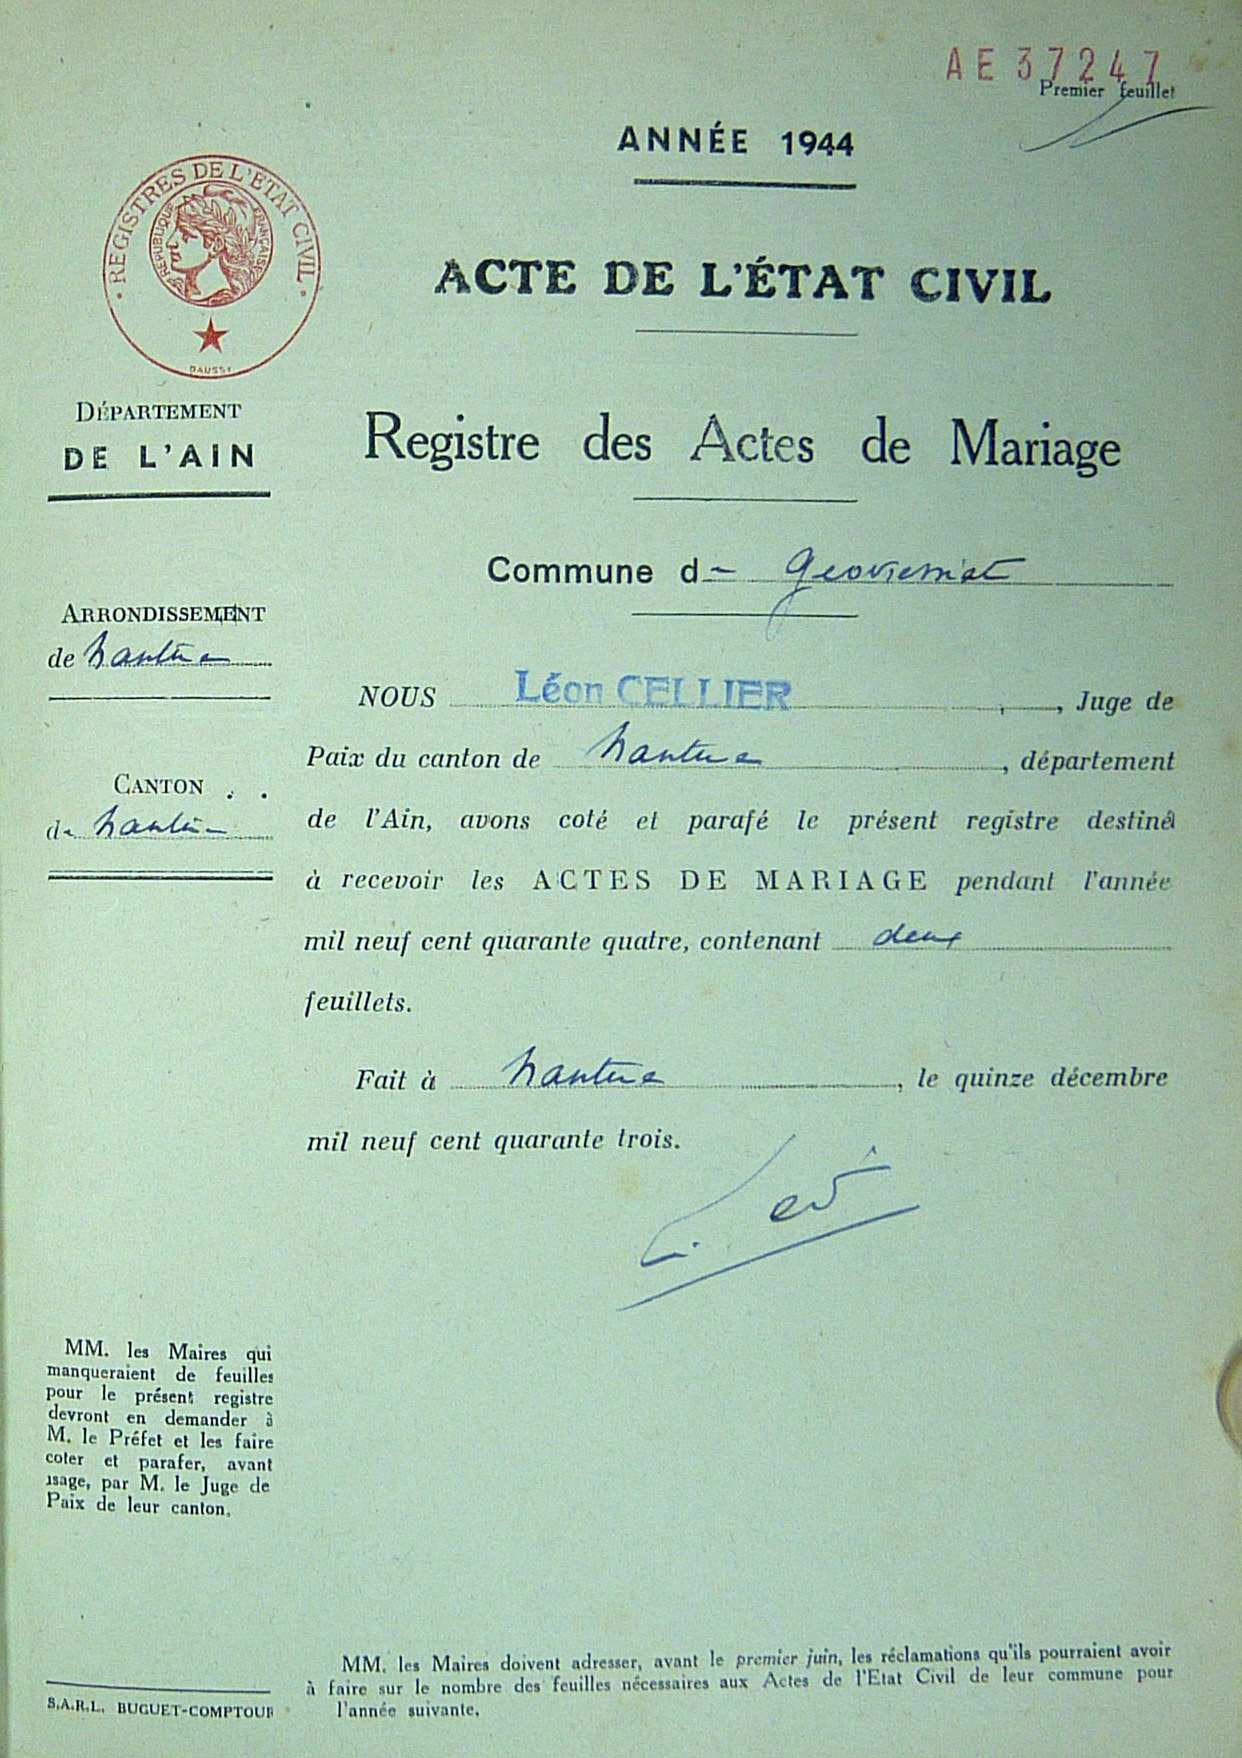 AE 37247
Premier feuillet
ANNÉE 1944
REGISTRES DE L'ETAT CIVIL
REPUBLIQUE FRANÇAISE
DAUSSY
ACTE DE L'ÉTAT CIVIL
DÉPARTEMENT
DE L'AIN
Registre des Actes de Mariage
Commune d- Geovreissiat
ARRONDISSEMENT
de Nantua
NOUS Léon CELLIER, Juge de
Paix du canton de Nantua, département
CANTON
de Nantua
de l'Ain, avons coté et parafé le présent registre destiné
à recevoir les ACTES DE MARIAGE pendant l'année
mil neuf cent quarante quatre, contenant deux
feuillets.
Fait à Nantua, le quinze décembre
mil neuf cent quarante trois.
MM. les Maires qui
manqueraient de feuilles
pour le présent registre
devront en demander à
M. le Préfet et les faire
coter et parafer, avant
usage, par M. le Juge de
Paix de leur canton.
MM. les Maires doivent adresser, avant le premier juin, les réclamations qu'ils pourraient avoir
à faire sur le nombre des feuilles nécessaires aux Actes de l'Etat Civil de leur commune pour
l'année suivante.
S.A.R.L. BUGUET-COMPTOUR